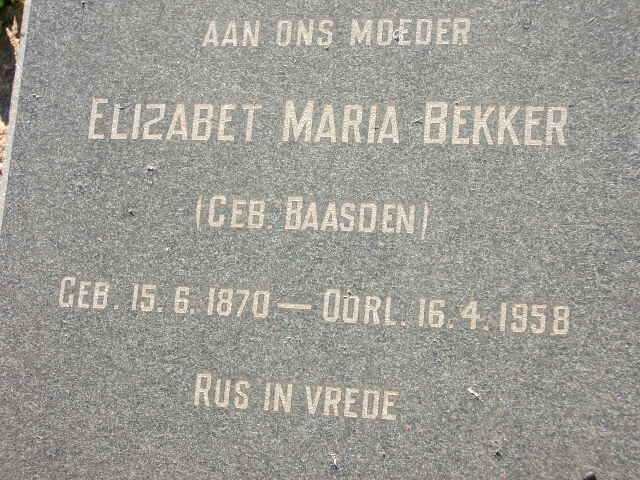 AAN ONS MOEDER
ELIZABET MARIA BEKKER
(GEB. BAASDEN)
GEB. 15.6.1870 — OORL. 16.4.1958
RUS IN VREDE